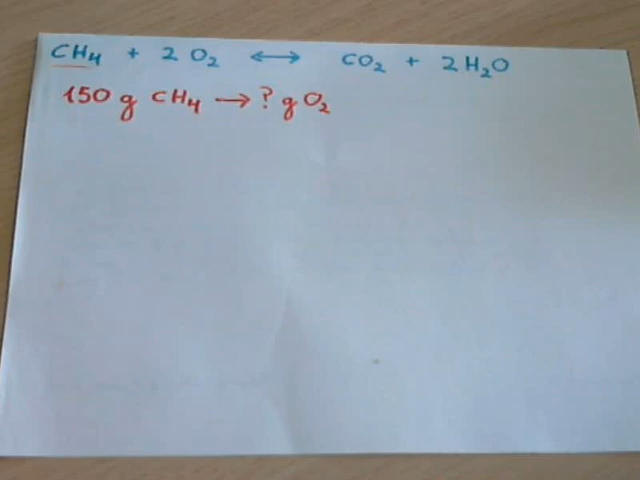 CH₄ + 2 O₂ ⟷ CO₂ + 2 H₂O
150 g CH₄ → ? g O₂